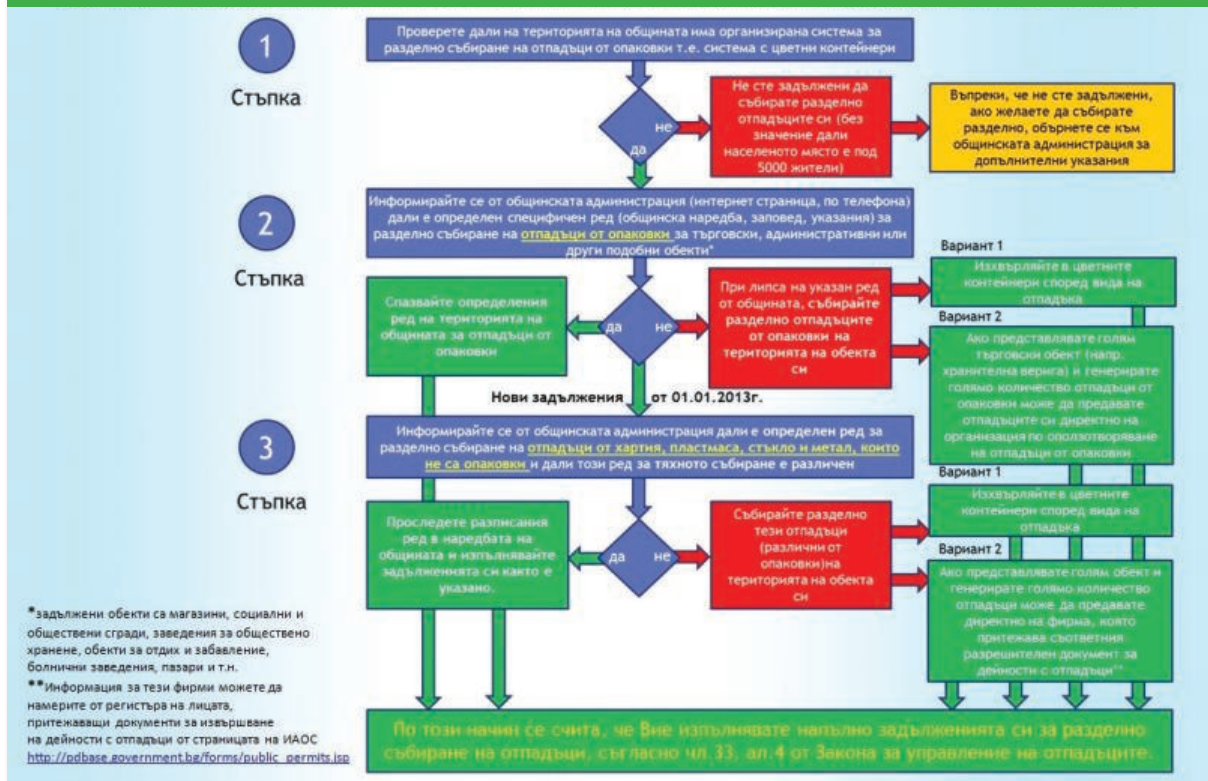 1
Стъпка
Проверете дали на територията на общината има организирана система за
разделно събиране на отпадъци от опаковки т.е. система с цветни контейнери
не
да
Не сте задължени да
събирате разделно
отпадъците си (без
значение дали
населеното място е под
5000 жители)
Въпреки, че не сте задължени,
ако желаете да събирате
разделно, обърнете се към
общинската администрация за
допълнителни указания
2
Стъпка
Информирайте се от общинската администрация (интернет страница, по телефона)
дали е определен специфичен ред (общинска наредба, заповед, указания) за
разделно събиране на отпадъци от опаковки за търговски, административни или
други подобни обекти*
Спазвайте определения
ред на територията на
общината за отпадъци от
опаковки
да
не
При липса на указан ред
от общината, събирайте
разделно отпадъците
от опаковки на
територията на обекта
си
Вариант 1
Изхвърляйте в цветните
контейнери според вида на
отпадъка
Вариант 2
Ако представлявате голям
търговски обект (напр.
хранителна верига) и генерирате
голямо количество отпадъци от
опаковки може да предавате
отпадъците си директно на
организация по оползотворяване
на отпадъци от опаковки
Нови задължения от 01.01.2013г.
3
Стъпка
Информирайте се от общинската администрация дали е определен ред за
разделно събиране на отпадъци от хартия, пластмаса, стъкло и метал, които
не са опаковки и дали този ред за тяхното събиране е различен
Проследете разписания
ред в наредбата на
общината и изпълнявайте
задълженията си както е
указано.
да
не
Събирайте разделно
тези отпадъци
(различни от
опаковки)на
територията на обекта
си
Вариант 1
Изхвърляйте в цветните
контейнери според вида на
отпадъка
Вариант 2
Ако представлявате голям обект и
генерирате голямо количество
отпадъци може да предавате
директно на фирма, която
притежава съответния
разрешителен документ за
дейности с отпадъци**
*задължени обекти са магазини, социални и
обществени сгради, заведения за обществено
хранене, обекти за отдих и забавление,
болнични заведения, пазари и т.н.
**Информация за тези фирми можете да
намерите от регистъра на лицата,
притежаващи документи за извършване
на дейности с отпадъци от страницата на ИАОС
http://pdbase.government.bg/forms/public_permits.jsp
По този начин се счита, че Вие изпълнявате напълно задълженията си за разделно
събиране на отпадъци, съгласно чл.33, ал.4 от Закона за управление на отпадъците.